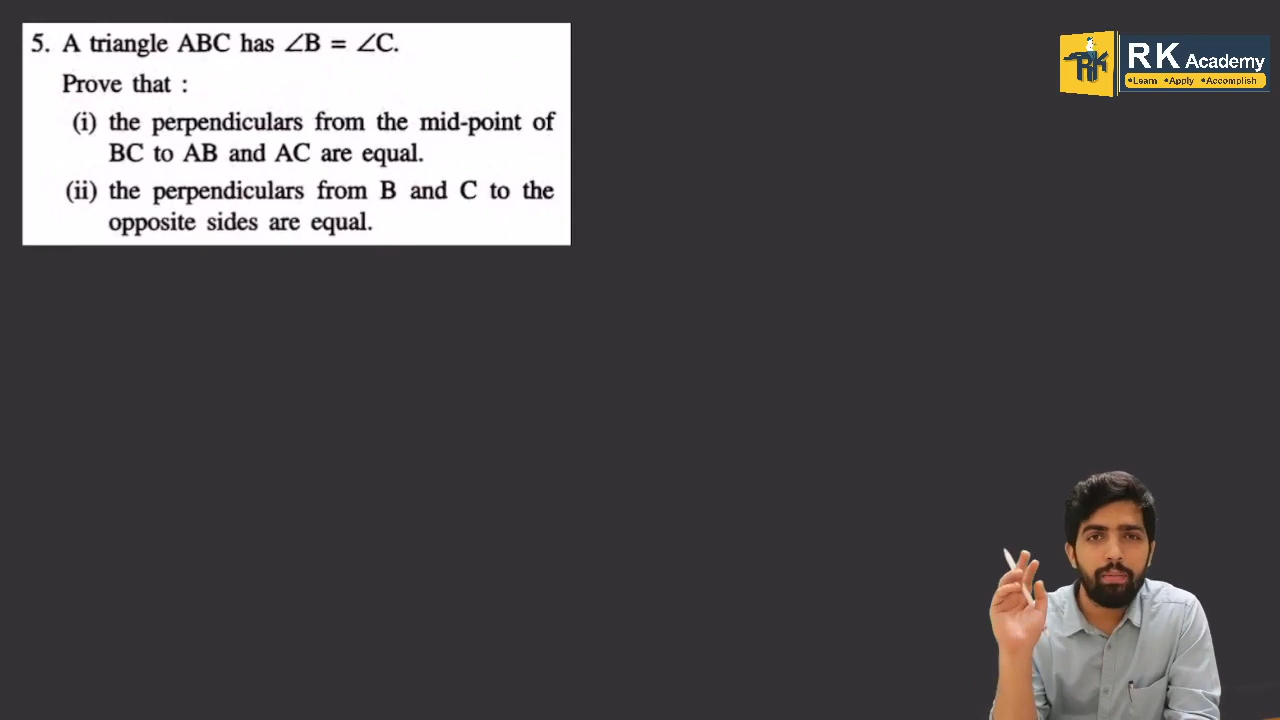 5. A triangle ABC has ∠B = ∠C.
Prove that :
(i) the perpendiculars from the mid-point of
BC to AB and AC are equal.
(ii) the perpendiculars from B and C to the
opposite sides are equal.
RK
RK Academy
•Learn •Apply •Accomplish